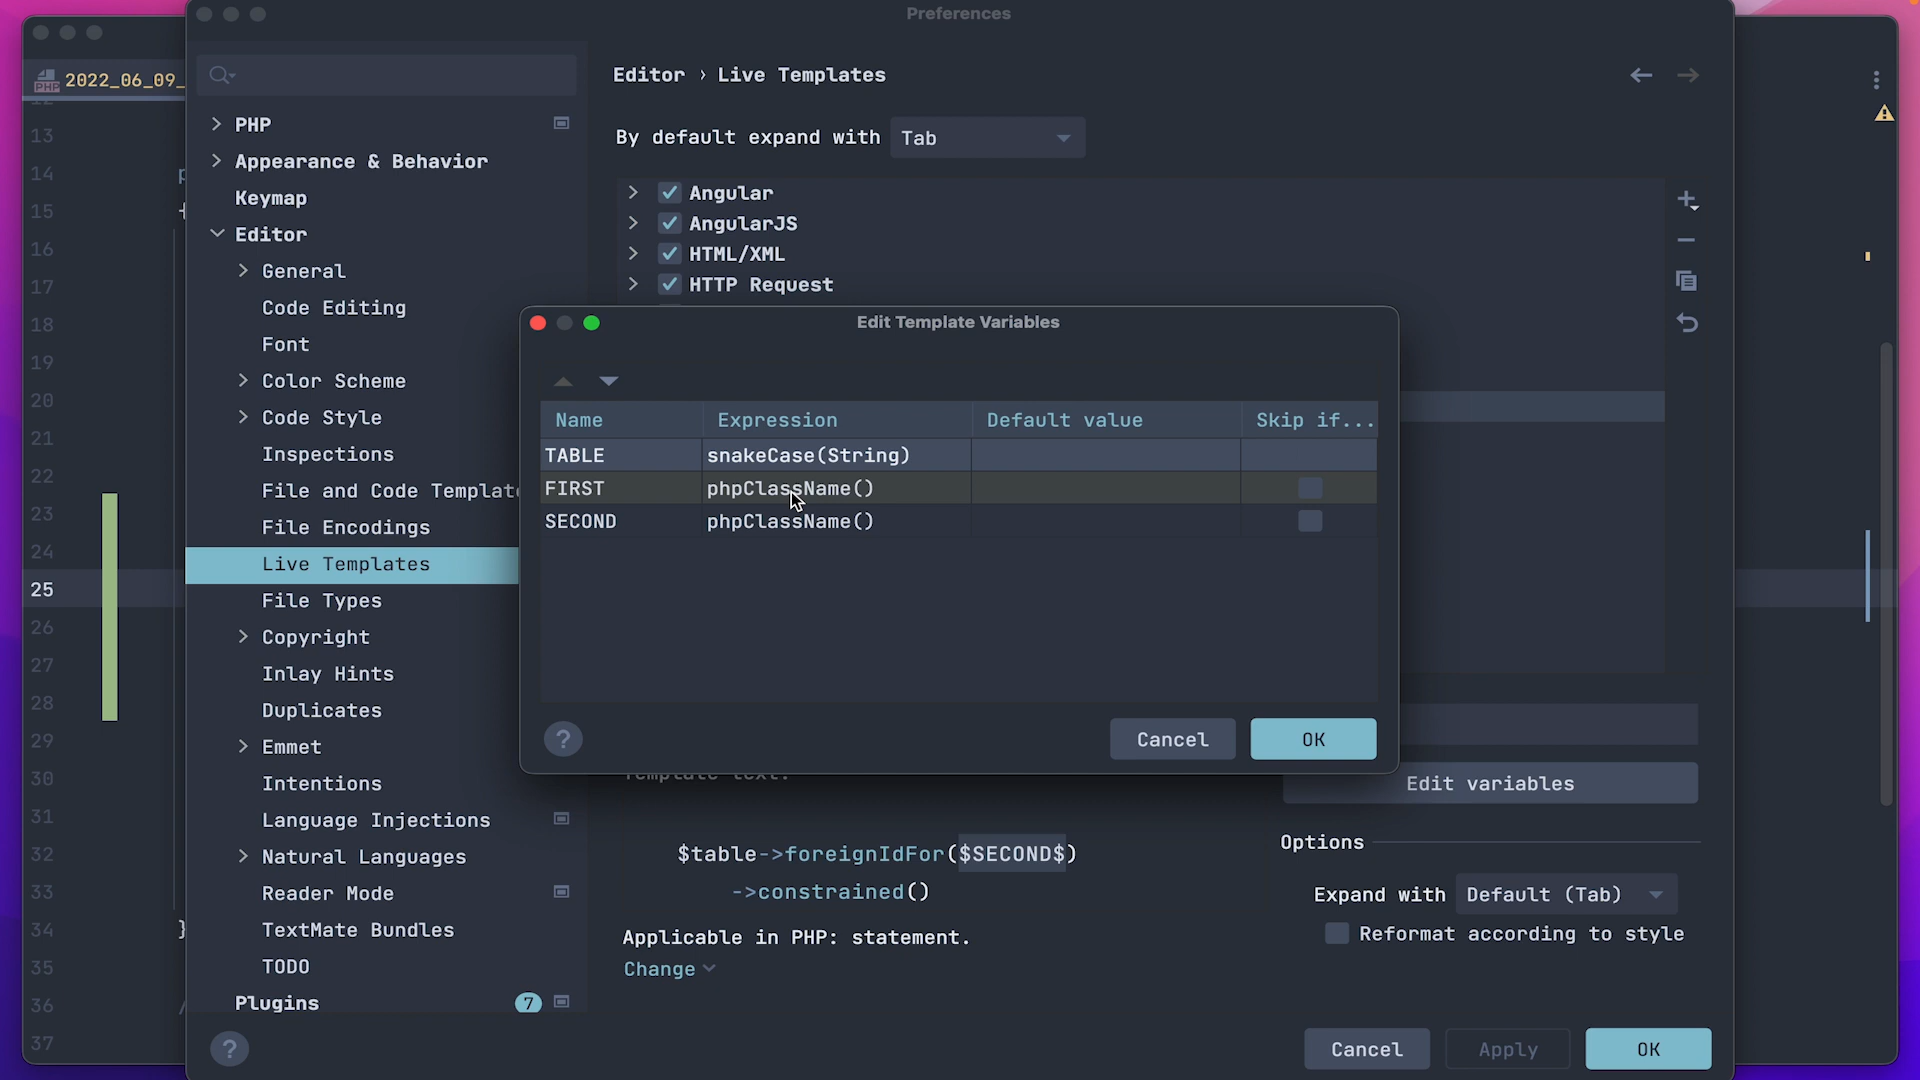 Preferences
PHP
2022_06_09_
Editor › Live Templates
By default expand with
Tab
PHP
Appearance & Behavior
Keymap
Editor
General
Code Editing
Font
Color Scheme
Code Style
Inspections
File and Code Templat
File Encodings
Live Templates
File Types
Copyright
Inlay Hints
Duplicates
Emmet
Intentions
Language Injections
Natural Languages
Reader Mode
TextMate Bundles
TODO
Plugins
7
Angular
AngularJS
HTML/XML
HTTP Request
Edit Template Variables
Name Expression Default value Skip if...
TABLE snakeCase(String)
FIRST phpClassName()
SECOND phpClassName()
?
Cancel
OK
Template text:
Edit variables
$table->foreignIdFor($SECOND$)
->constrained()
Applicable in PHP: statement.
Change
Options
Expand with
Default (Tab)
Reformat according to style
?
Cancel
Apply
OK
13
14
15
16
17
18
19
20
21
22
23
24
25
26
27
28
29
30
31
32
33
34
}
35
36
/
37